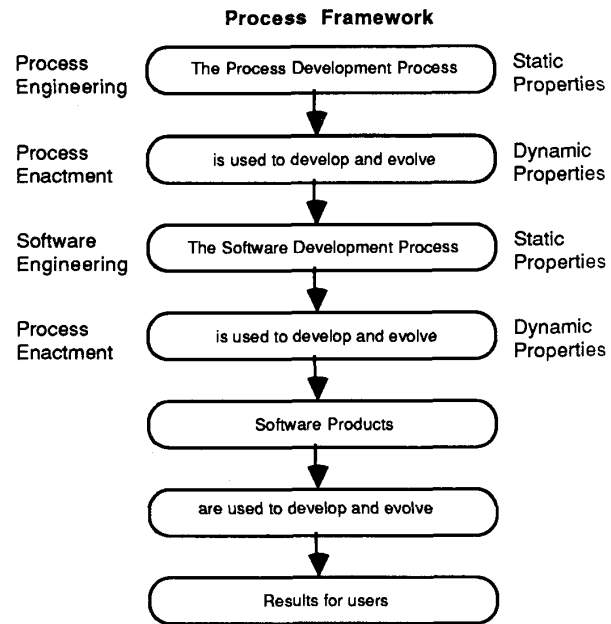 Process Framework
Process
Engineering
The Process Development Process
Static
Properties
Process
Enactment
is used to develop and evolve
Dynamic
Properties
Software
Engineering
The Software Development Process
Static
Properties
Process
Enactment
is used to develop and evolve
Dynamic
Properties
Software Products
are used to develop and evolve
Results for users